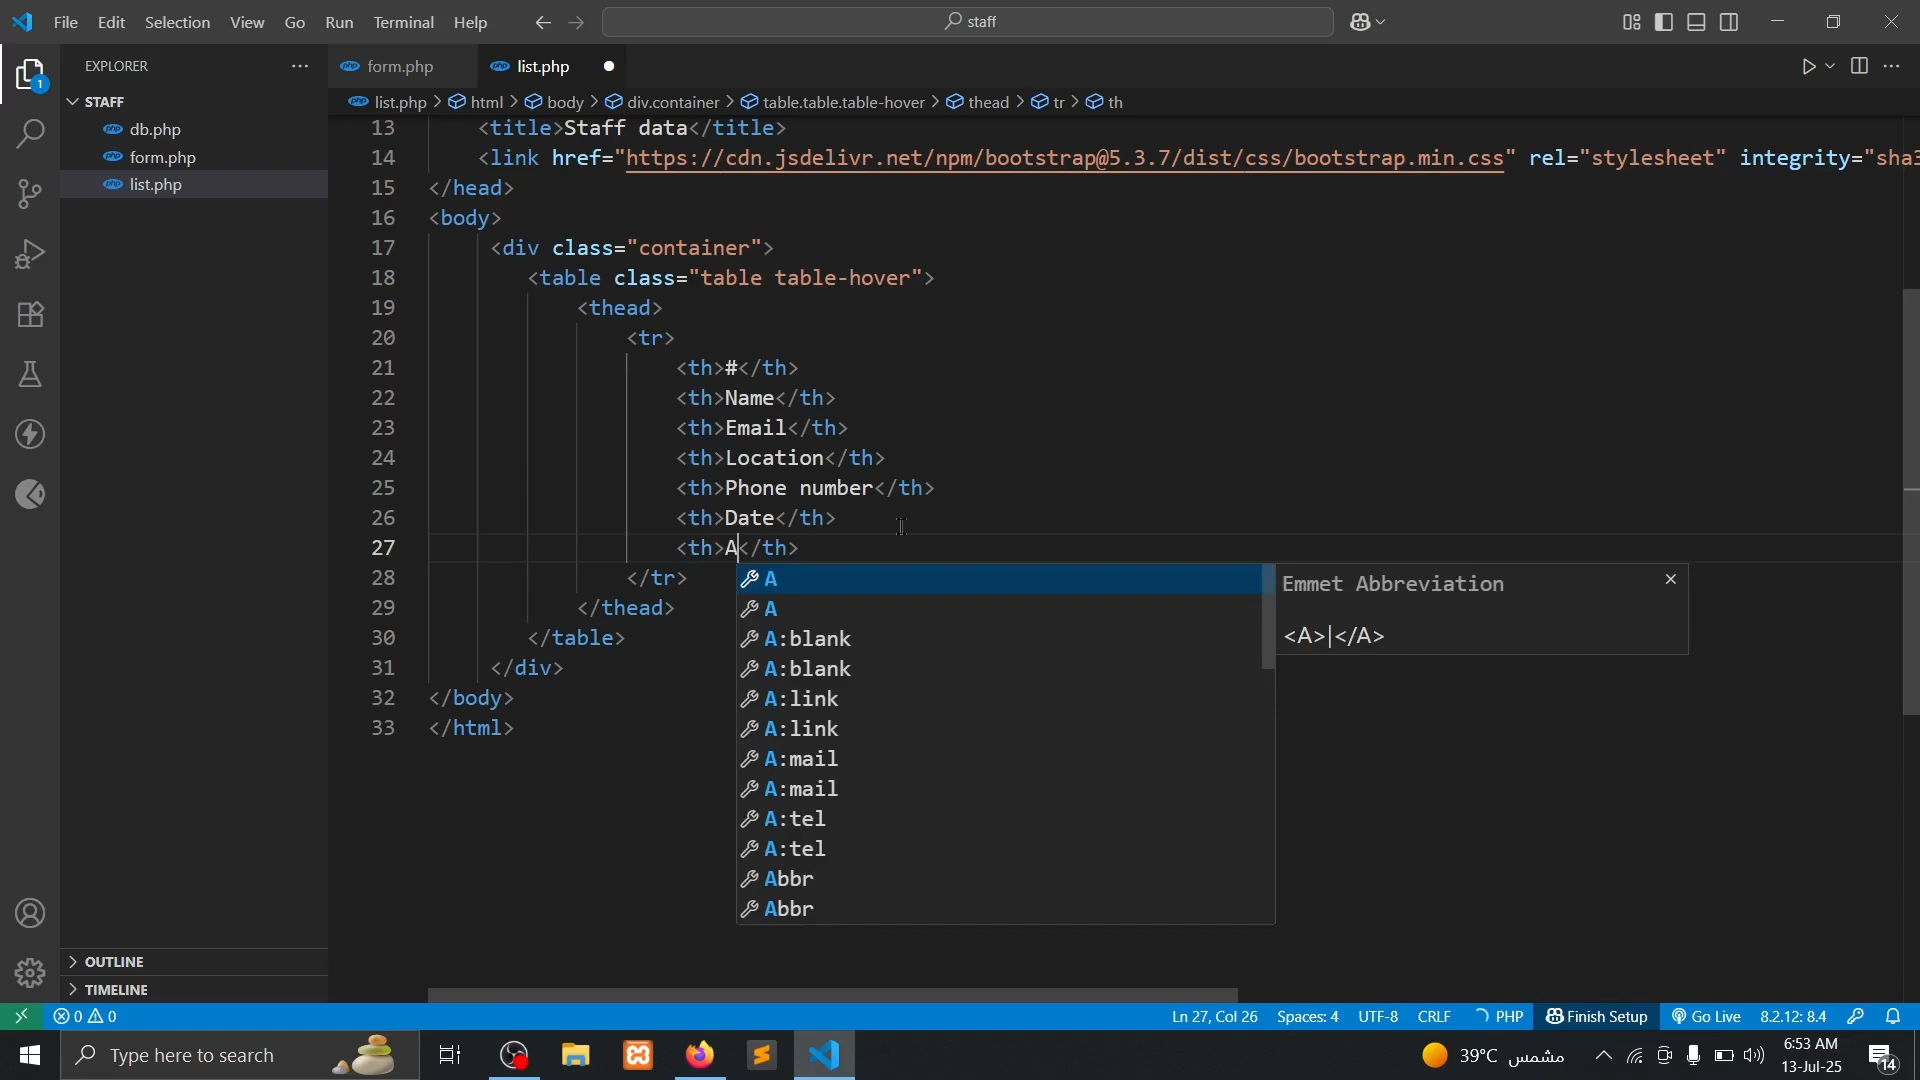 File Edit Selection View Go Run Terminal Help
staff
EXPLORER
form.php
list.php
1
STAFF
db.php
form.php
list.php
list.php > html > body > div.container > table.table.table-hover > thead > tr > th
13 <title>Staff data</title>
14 <link href="https://cdn.jsdelivr.net/npm/bootstrap@5.3.7/dist/css/bootstrap.min.css" rel="stylesheet" integrity="sha3
15 </head>
16 <body>
17 <div class="container">
18 <table class="table table-hover">
19 <thead>
20 <tr>
21 <th>#</th>
22 <th>Name</th>
23 <th>Email</th>
24 <th>Location</th>
25 <th>Phone number</th>
26 <th>Date</th>
27 <th>A</th>
28 </tr>
29 </thead>
30 </table>
31 </div>
32 </body>
33 </html>
A
A
A:blank
A:blank
A:link
A:link
A:mail
A:mail
A:tel
A:tel
Abbr
Abbr
Emmet Abbreviation
<A>|</A>
OUTLINE
TIMELINE
0 0
Ln 27, Col 26 Spaces: 4 UTF-8 CRLF PHP Finish Setup Go Live 8.2.12: 8.4
Type here to search
39°C مشمس
6:53 AM
13-Jul-25
14